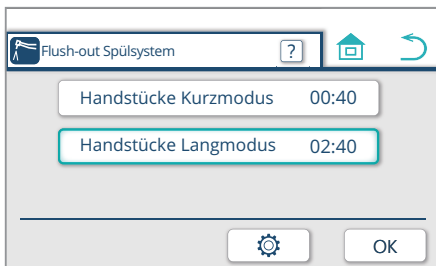 Flush-out Spülsystem ?
Handstücke Kurzmodus 00:40
Handstücke Langmodus 02:40
OK